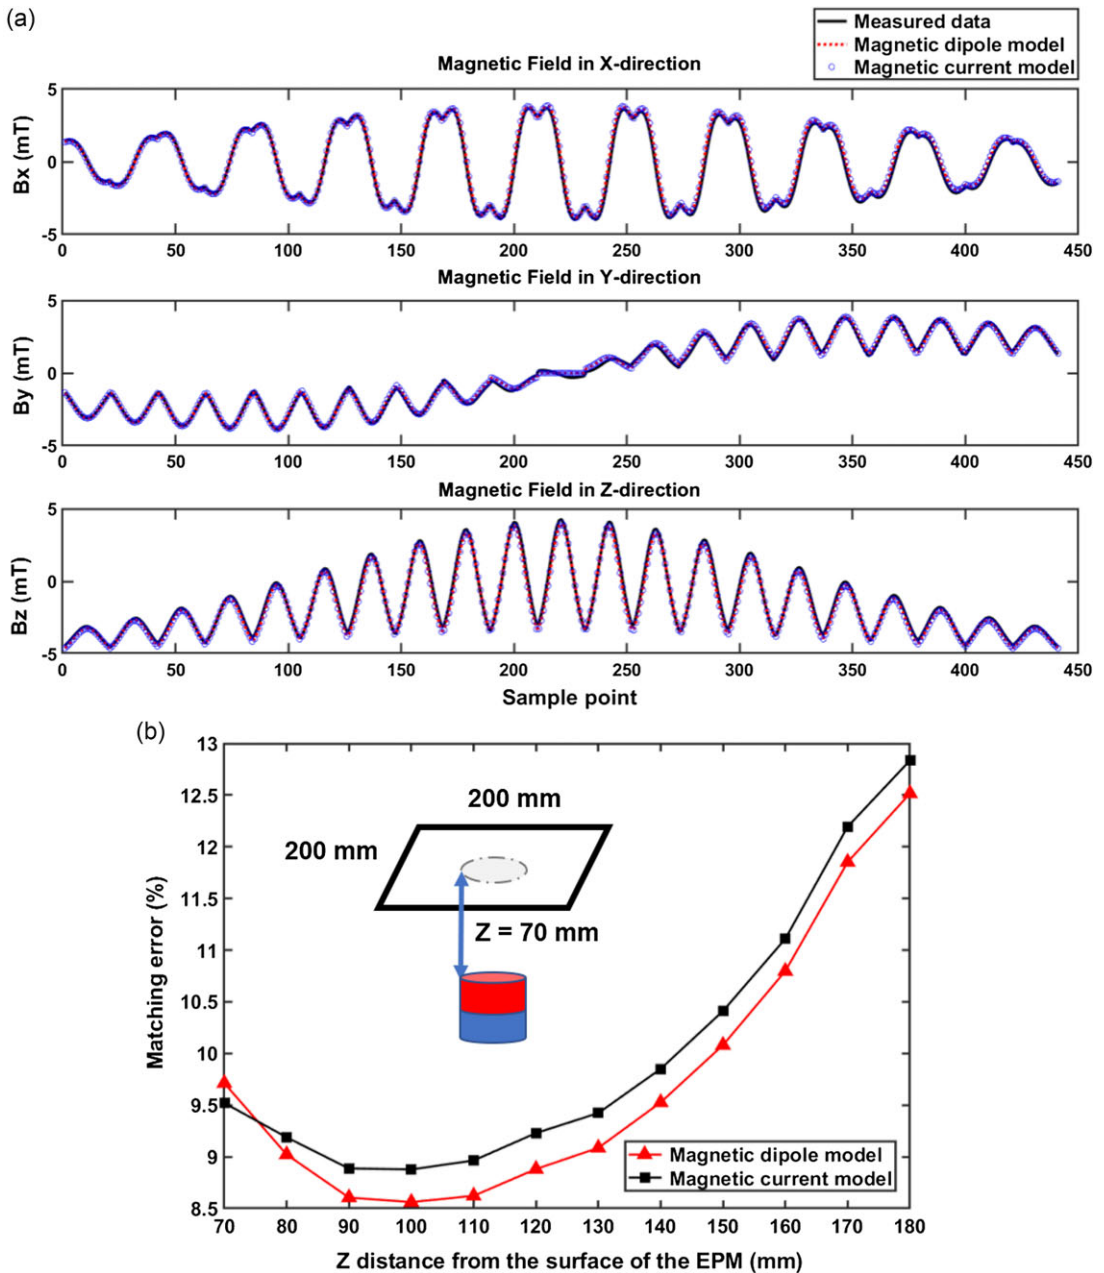 (a)
Measured data
Magnetic dipole model
Magnetic current model
Magnetic Field in X-direction
5
0
-5
Bx (mT)
0 50 100 150 200 250 300 350 400 450
Magnetic Field in Y-direction
5
0
-5
By (mT)
0 50 100 150 200 250 300 350 400 450
Magnetic Field in Z-direction
5
0
-5
Bz (mT)
0 50 100 150 200 250 300 350 400 450
Sample point
(b)
13
12.5
12
11.5
11
10.5
10
9.5
9
8.5
Matching error (%)
200 mm
200 mm
Z = 70 mm
Magnetic dipole model
Magnetic current model
70 80 90 100 110 120 130 140 150 160 170 180
Z distance from the surface of the EPM (mm)